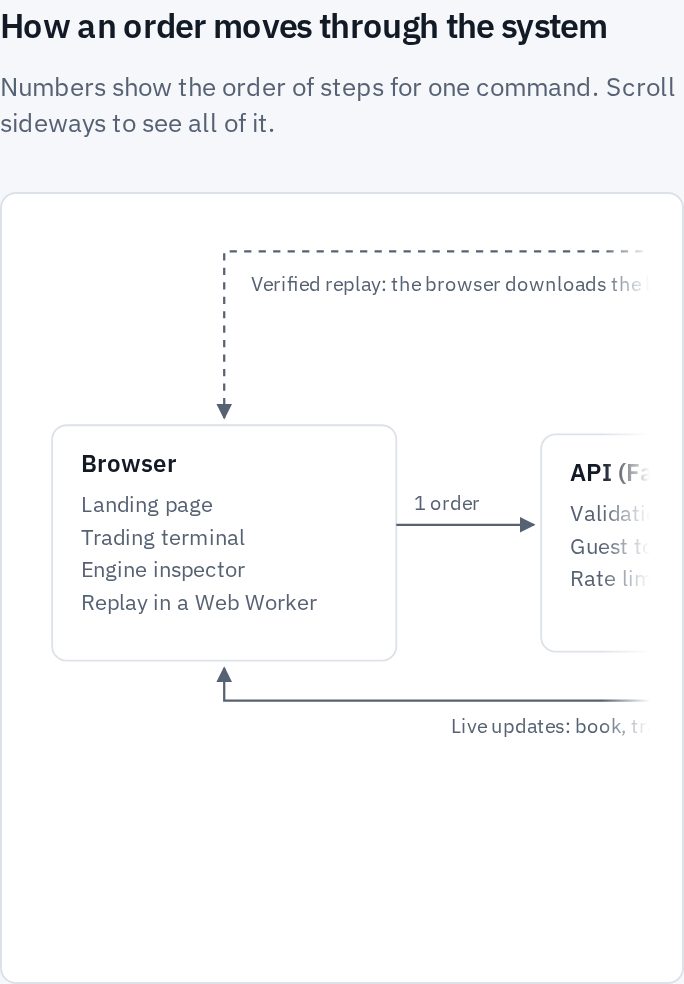 How an order moves through the system
Numbers show the order of steps for one command. Scroll
sideways to see all of it.
Verified replay: the browser downloads the
Browser
Landing page
Trading terminal
Engine inspector
Replay in a Web Worker
1 order
API
Guest
Rate
Live updates: book,